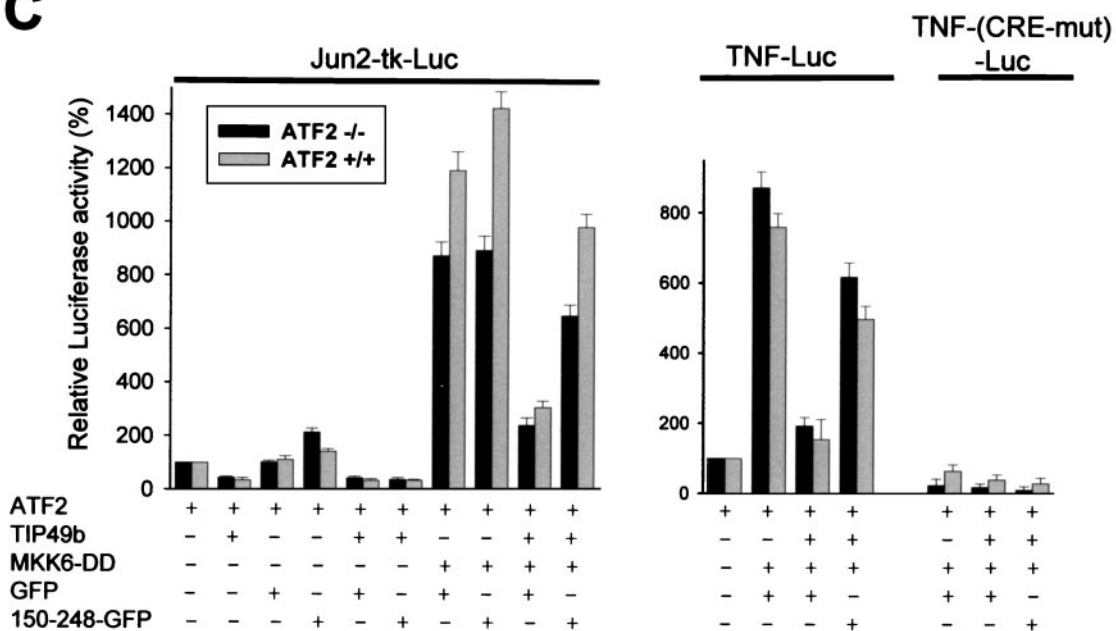 C
Jun2-tk-Luc
TNF-Luc
TNF-(CRE-mut)
-Luc
Relative Luciferase activity (%)
ATF2 -/-
ATF2 +/+
1400
1200
1000
800
600
400
200
0
800
600
400
200
0
ATF2 + + + + + + + + + + + + + + + + +
TIP49b - + - - + + - - + + - - + + - + +
MKK6-DD - - - - - - + + + + - + + + + + +
GFP - - + - + - + - + - - + + - + + -
150-248-GFP - - - + - + - + - + - - - + - - +